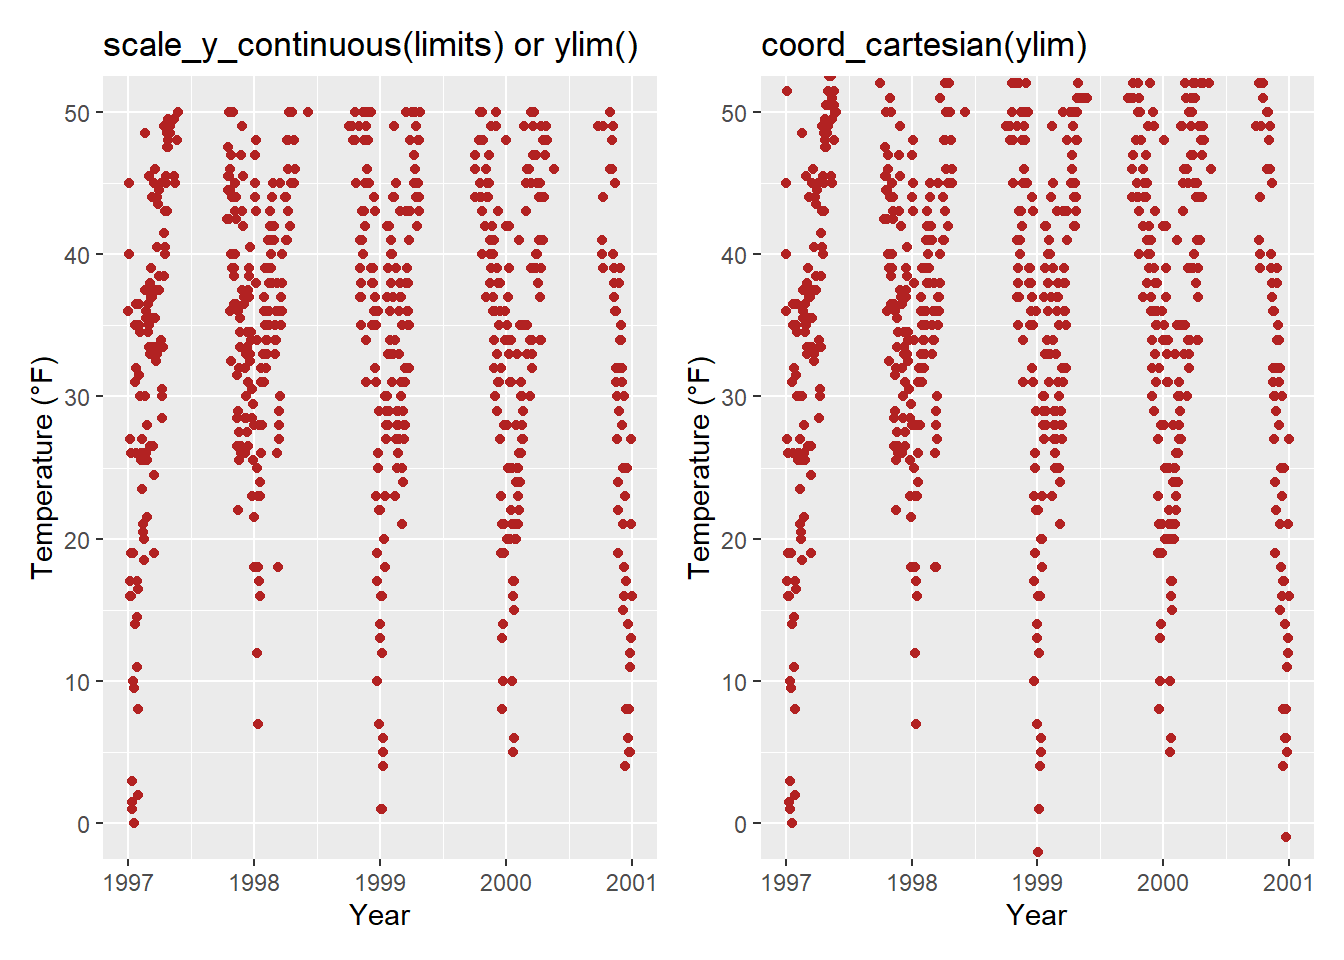 scale_y_continuous(limits) or ylim()
50
40
30
20
10
0
Temperature (°F)
1997 1998 1999 2000 2001
Year
coord_cartesian(ylim)
50
40
30
20
10
0
Temperature (°F)
1997 1998 1999 2000 2001
Year